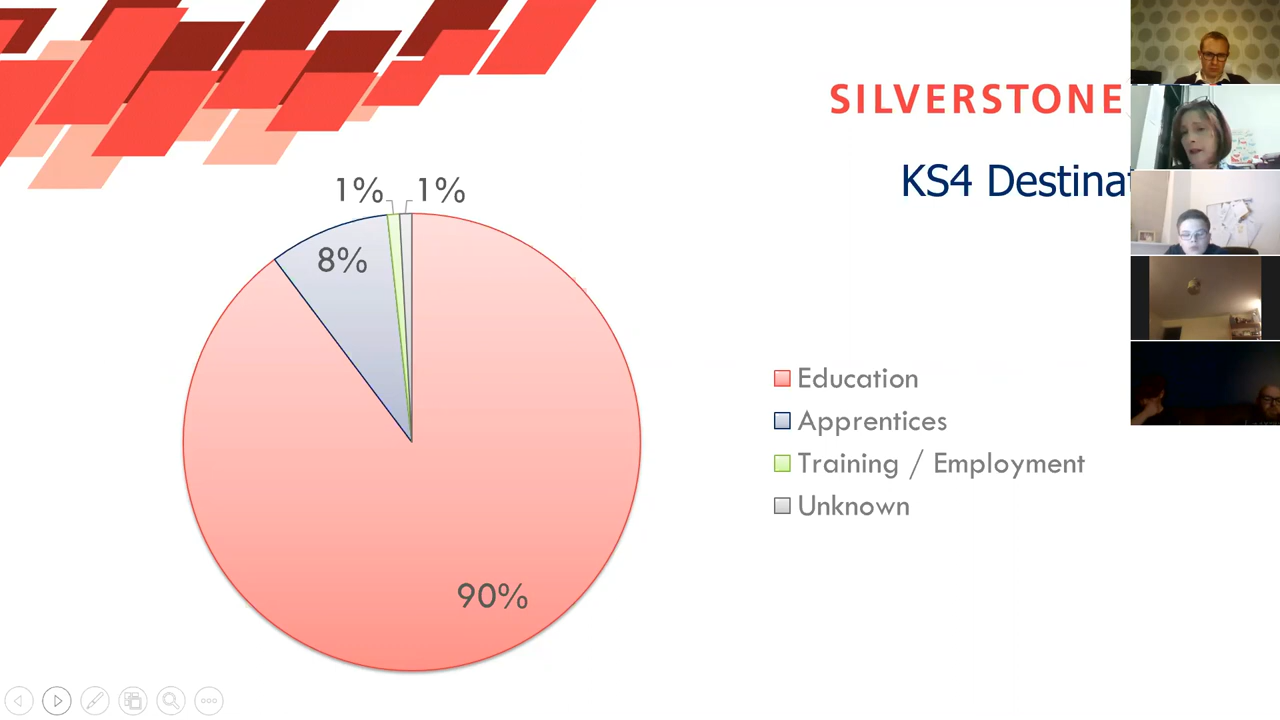 SILVERSTONE
KS4 Destinat
1% 1%
8%
90%
Education
Apprentices
Training / Employment
Unknown